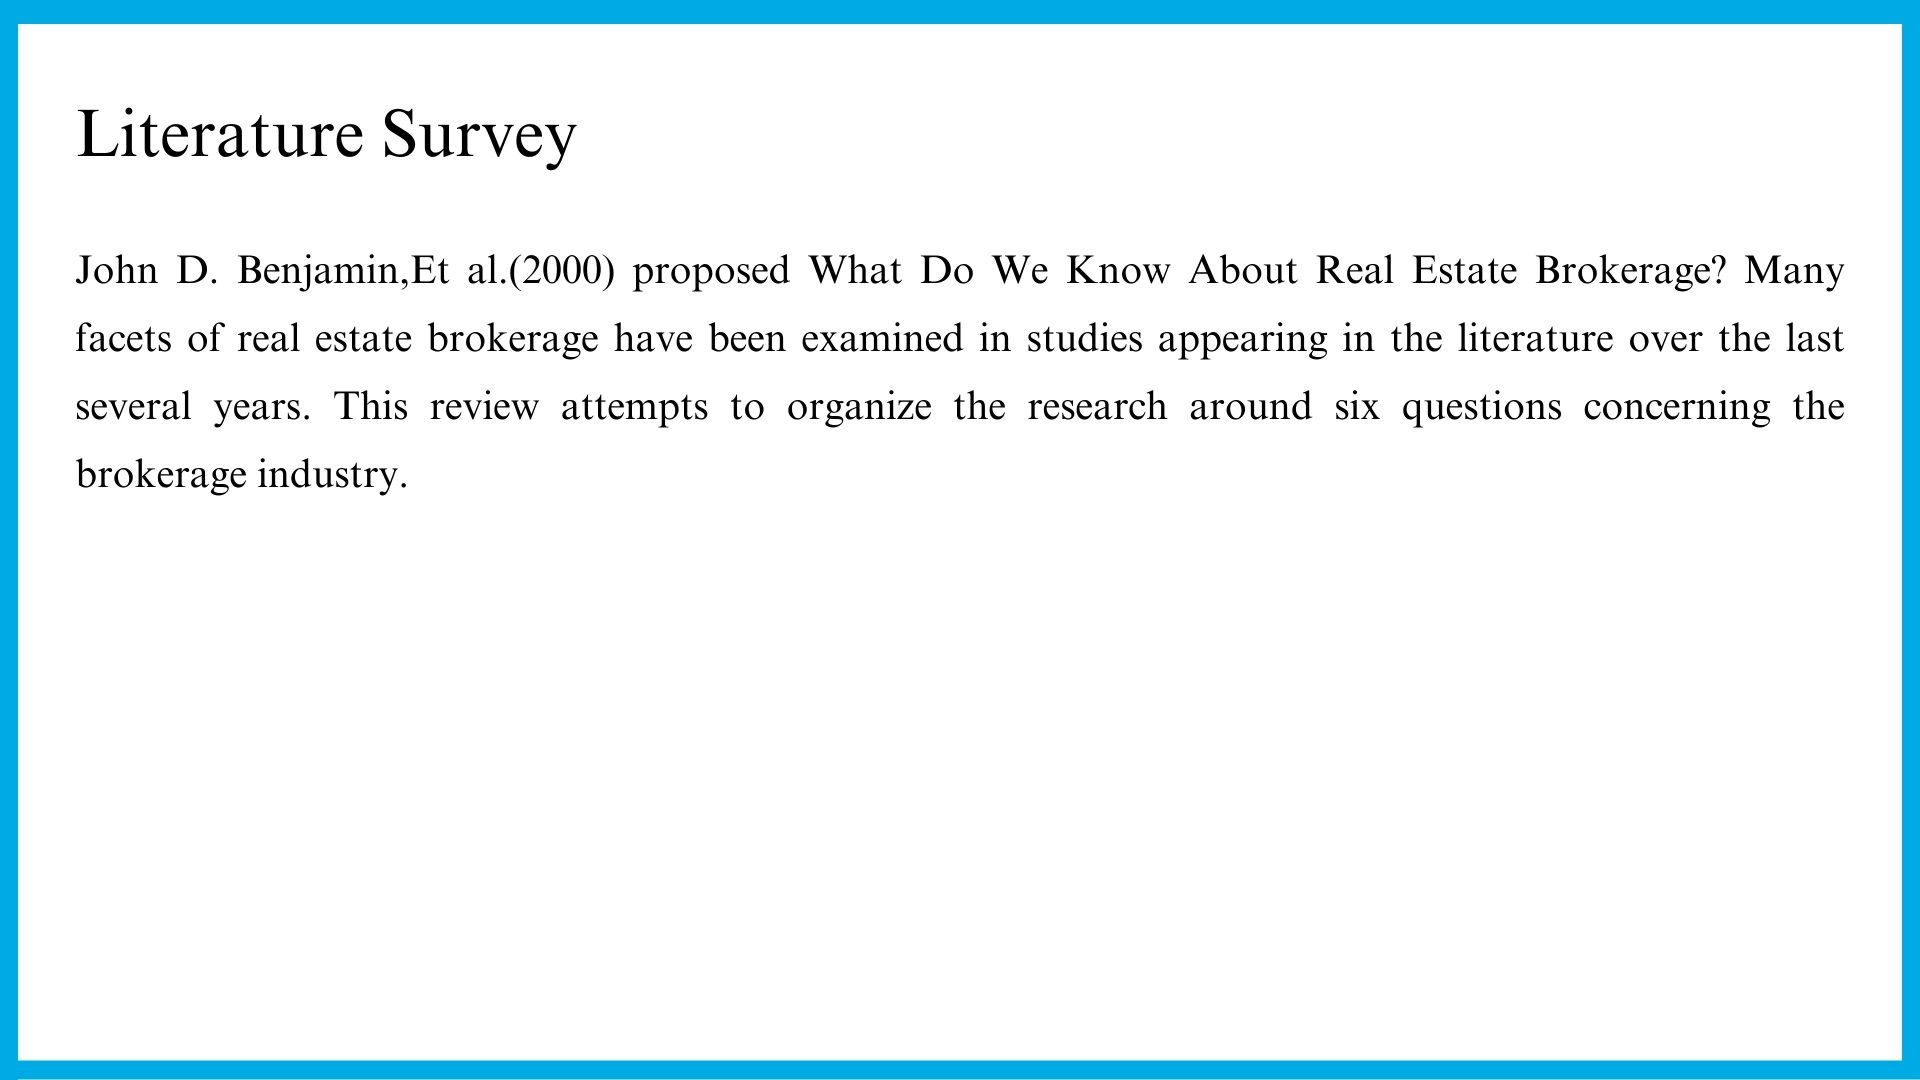 Literature Survey
John D. Benjamin,Et al.(2000) proposed What Do We Know About Real Estate Brokerage? Many
facets of real estate brokerage have been examined in studies appearing in the literature over the last
several years. This review attempts to organize the research around six questions concerning the
brokerage industry.